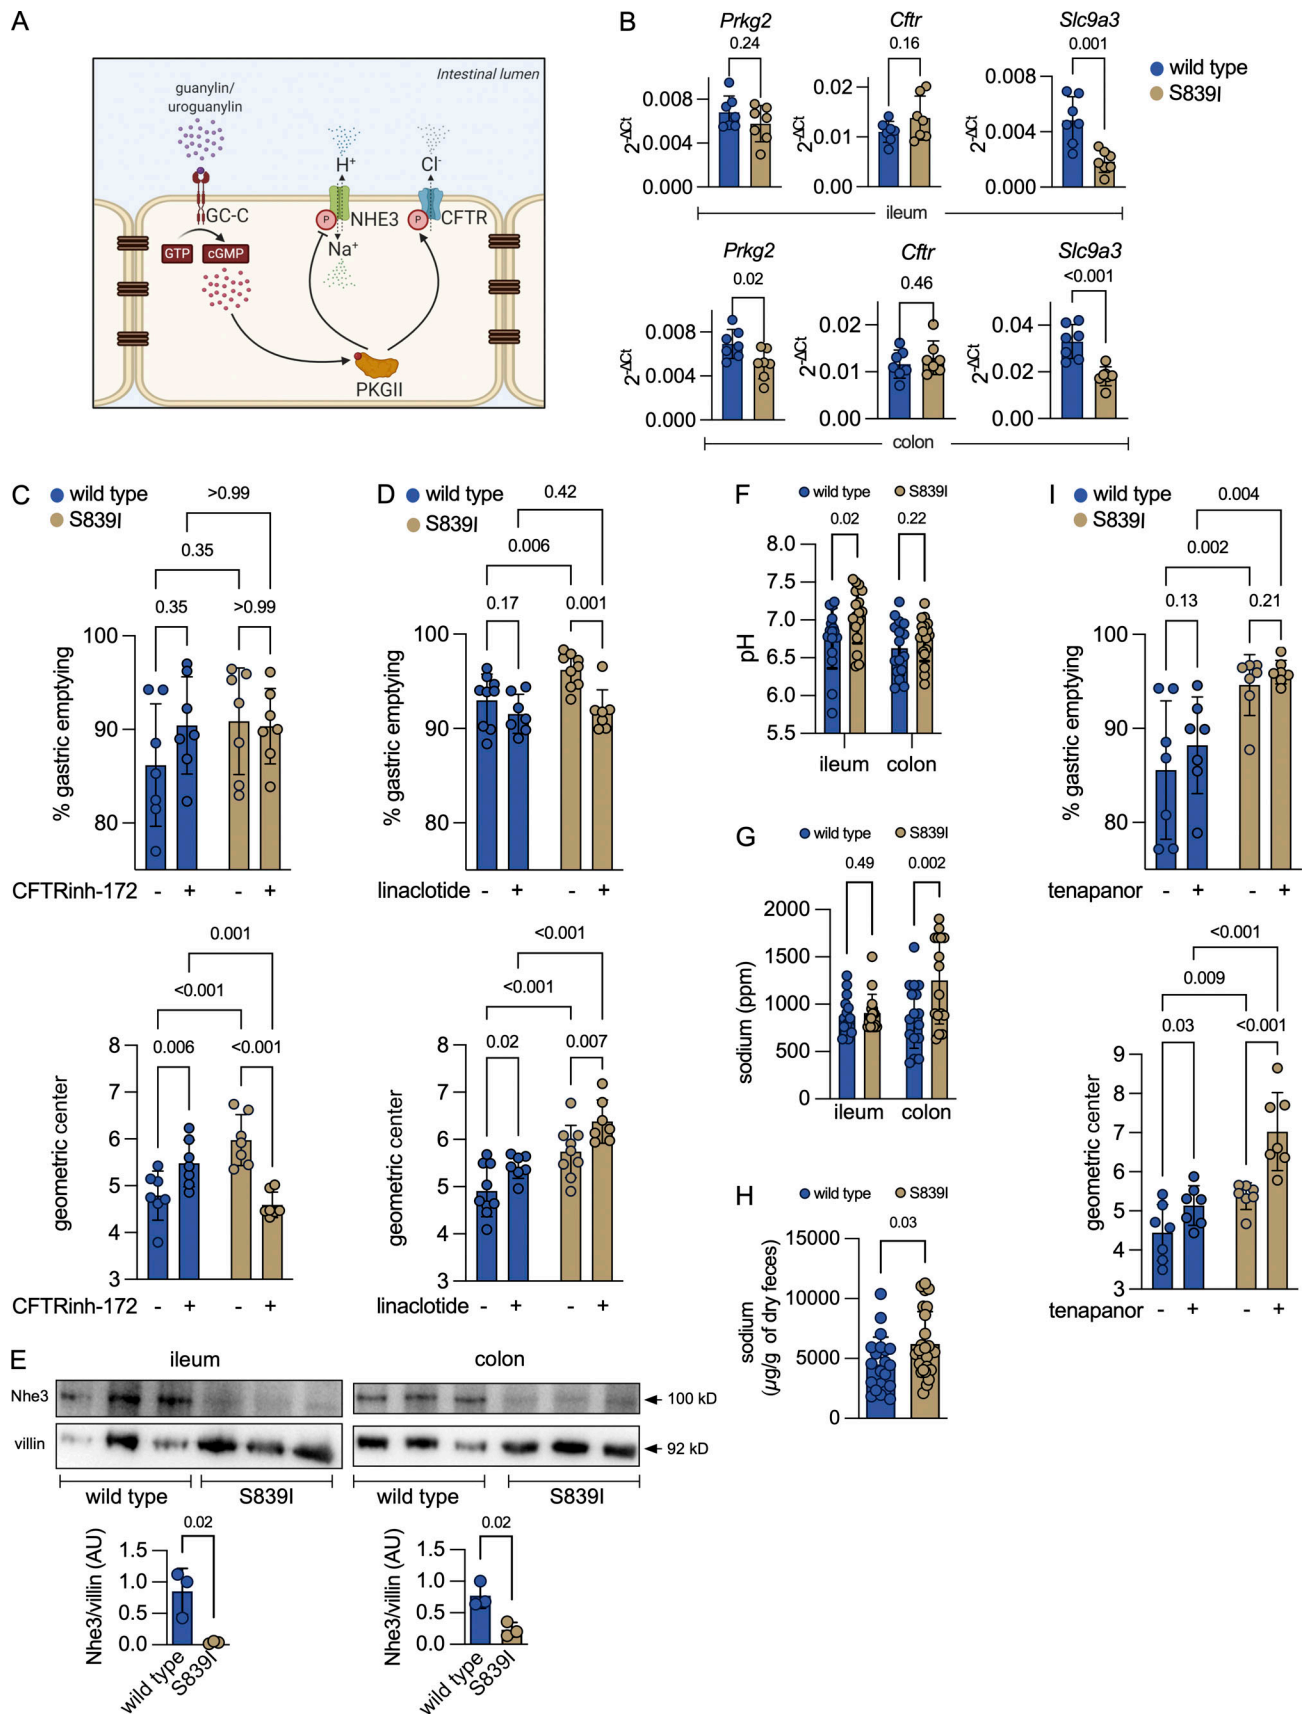 A
Intestinal lumen
guanylin/
uroguanylin
H+
Cl-
GC-C
P
NHE3
P
CFTR
GTP
cGMP
Na+
PKGII
B
Prkg2
Cftr
Slc9a3
0.24
0.16
0.001
wild type
S839I
2-ΔCt
0.008
0.004
0.000
2-ΔCt
0.02
0.01
0.00
2-ΔCt
0.008
0.004
0.000
ileum
Prkg2
Cftr
Slc9a3
0.02
0.46
<0.001
2-ΔCt
0.008
0.004
0.000
2-ΔCt
0.02
0.01
0.00
2-ΔCt
0.04
0.02
0.00
colon
C
wild type
S839I
>0.99
0.35
0.35
>0.99
% gastric emptying
100
90
80
CFTRinh-172
-
+
-
+
0.001
<0.001
0.006
<0.001
geometric center
8
7
6
5
4
3
CFTRinh-172
-
+
-
+
D
wild type
S839I
0.42
0.006
0.17
0.001
% gastric emptying
100
90
80
linaclotide
-
+
-
+
<0.001
<0.001
0.02
0.007
geometric center
8
7
6
5
4
3
linaclotide
-
+
-
+
E
ileum
colon
Nhe3
100 kD
villin
92 kD
wild type
S839I
wild type
S839I
0.02
Nhe3/villin (AU)
1.5
1.0
0.5
0.0
wild type
S839I
0.02
Nhe3/villin (AU)
1.5
1.0
0.5
0.0
wild type
S839I
F
wild type
S839I
0.02
0.22
pH
8.0
7.5
7.0
6.5
6.0
5.5
ileum
colon
G
wild type
S839I
0.49
0.002
sodium (ppm)
2000
1500
1000
500
0
ileum
colon
H
wild type
S839I
0.03
sodium
(µg/g of dry feces)
15000
10000
5000
0
I
wild type
S839I
0.004
0.002
0.13
0.21
% gastric emptying
100
90
80
tenapanor
-
+
-
+
<0.001
0.009
0.03
<0.001
geometric center
9
8
7
6
5
4
3
tenapanor
-
+
-
+